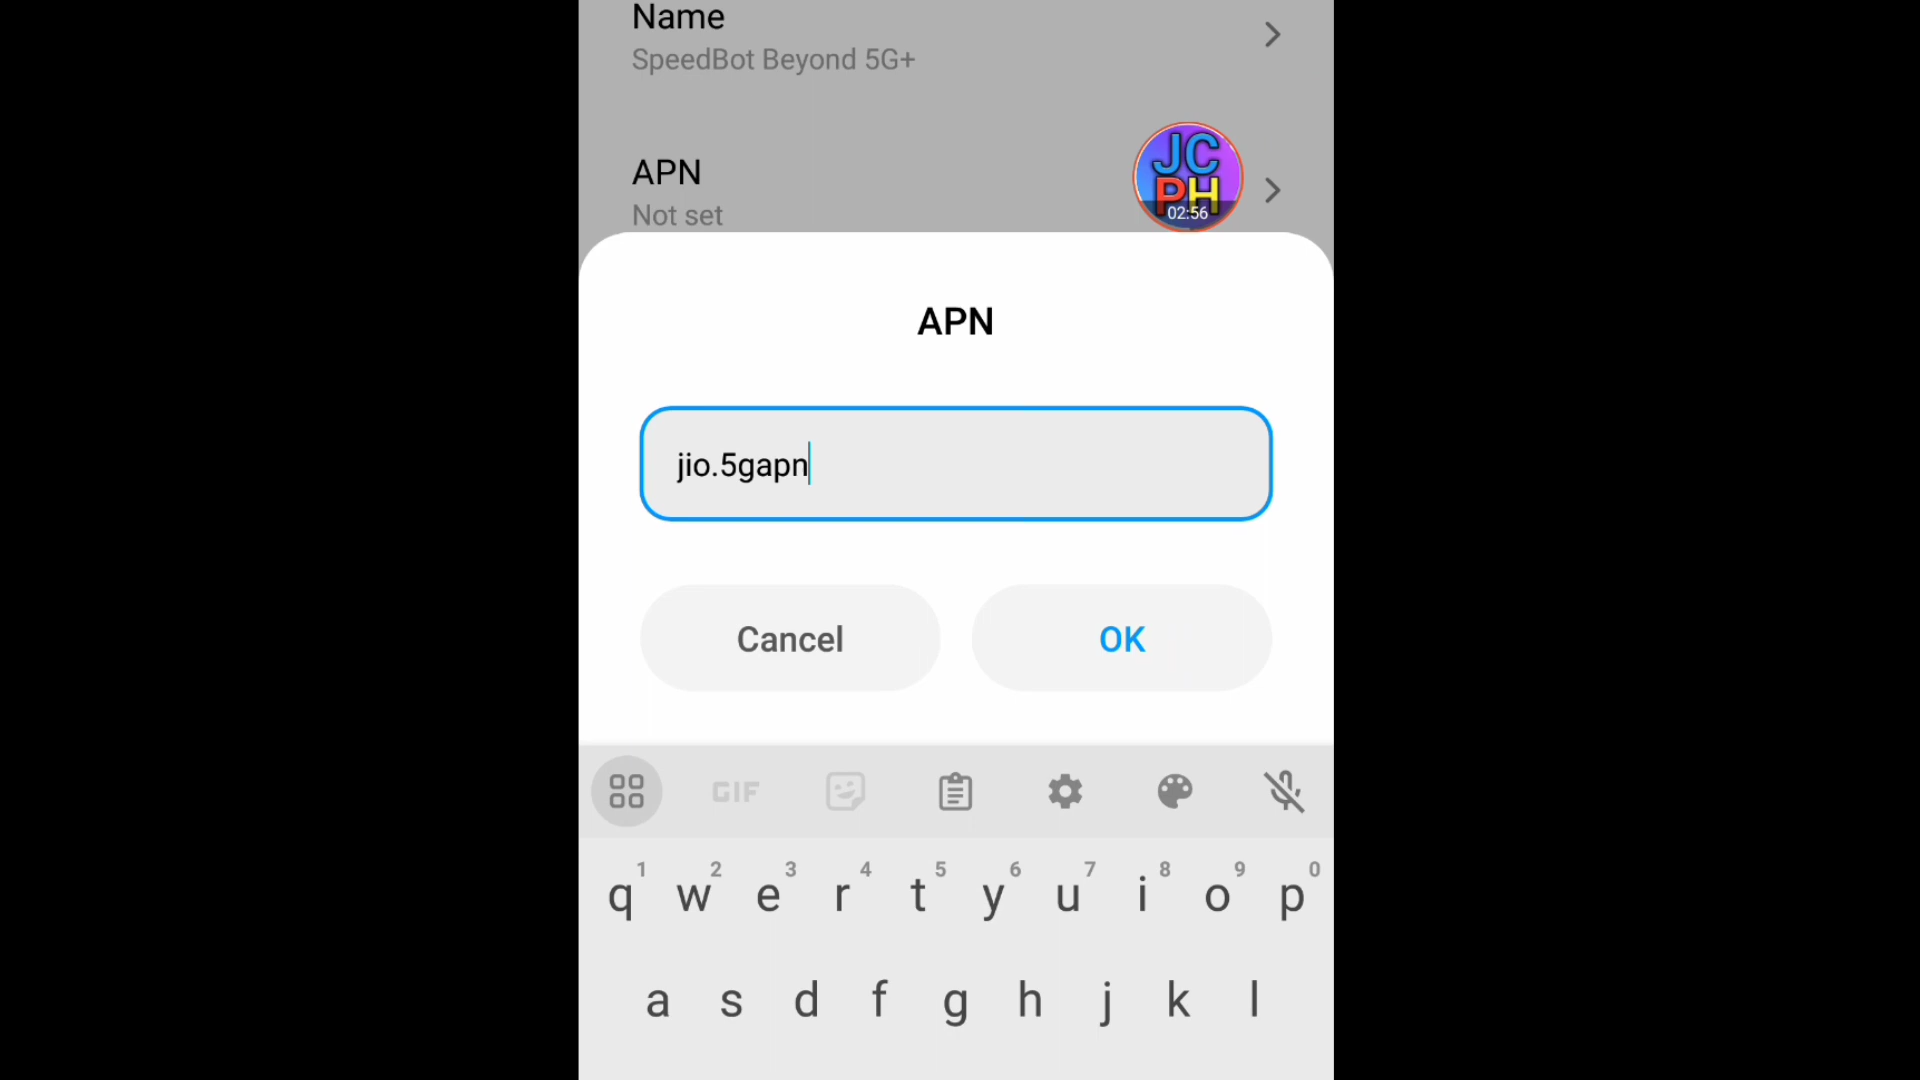 Name
SpeedBot Beyond 5G+
APN
Not set
JC
PH
02:56
APN
jio.5gapn
Cancel
OK
GIF
1 2 3 4 5 6 7 8 9 0
q w e r t y u i o p
a s d f g h j k l